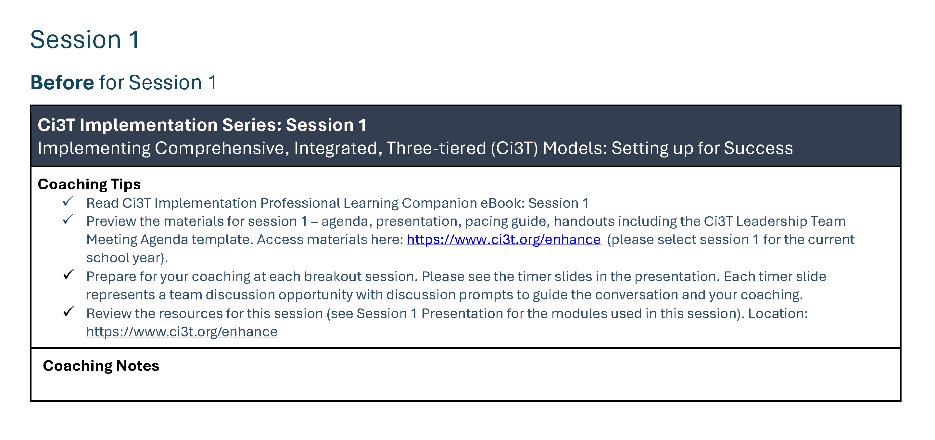 Session 1
Before for Session 1
Ci3T Implementation Series: Session 1
Implementing Comprehensive, Integrated, Three-tiered (Ci3T) Models: Setting up for Success
Coaching Tips
✓ Read Ci3T Implementation Professional Learning Companion eBook: Session 1
✓ Preview the materials for session 1 – agenda, presentation, pacing guide, handouts including the Ci3T Leadership Team
Meeting Agenda template. Access materials here: https://www.ci3t.org/enhance (please select session 1 for the current
school year).
✓ Prepare for your coaching at each breakout session. Please see the timer slides in the presentation. Each timer slide
represents a team discussion opportunity with discussion prompts to guide the conversation and your coaching.
✓ Review the resources for this session (see Session 1 Presentation for the modules used in this session). Location:
https://www.ci3t.org/enhance
Coaching Notes